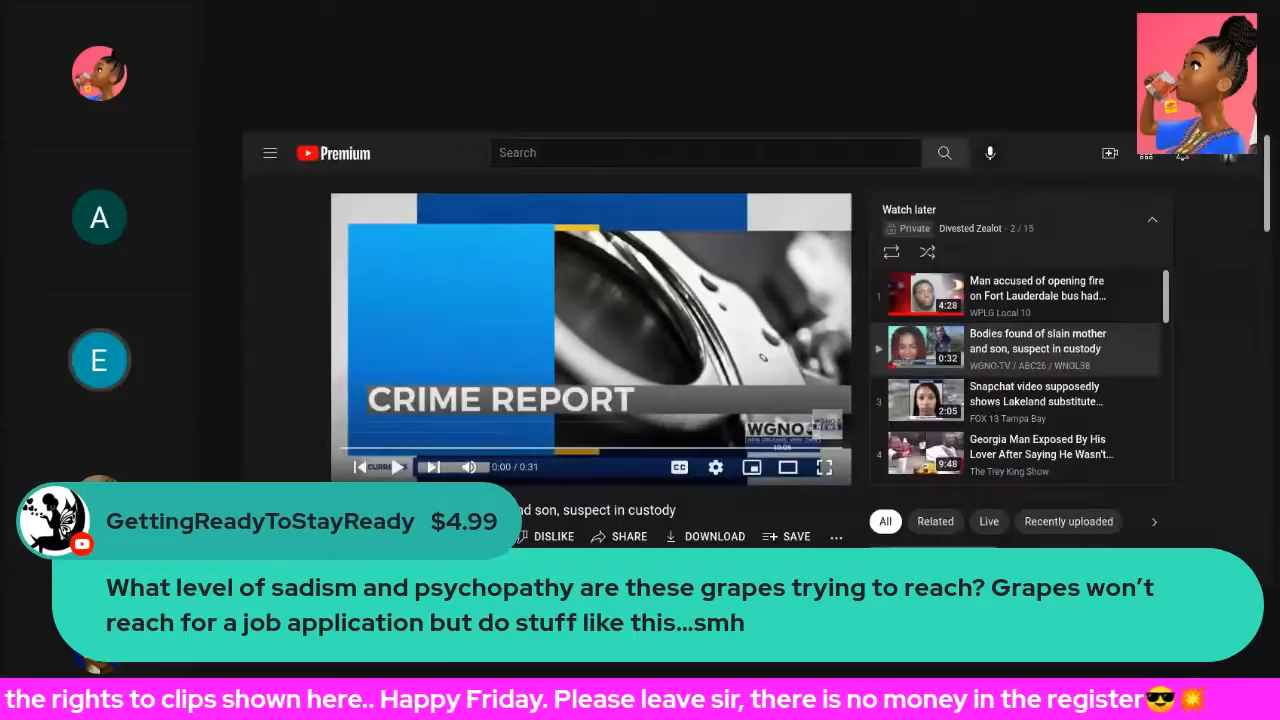 Premium
Search
A
E
CRIME REPORT
WGNO
0:00 / 0:31
CC
Watch later
Private
Divested Zealot - 2 / 15
1
4:28
Man accused of opening fire
on Fort Lauderdale bus had...
WPLG Local 10
0:32
Bodies found of slain mother
and son, suspect in custody
WGNO-TV / ABC26 / WNOL38
3
2:05
Snapchat video supposedly
shows Lakeland substitute...
FOX 13 Tampa Bay
4
9:48
Georgia Man Exposed By His
Lover After Saying He Wasn't...
The Trey King Show
and son, suspect in custody
DISLIKE
SHARE
DOWNLOAD
SAVE
All
Related
Live
Recently uploaded
GettingReadyToStayReady $4.99
What level of sadism and psychopathy are these grapes trying to reach? Grapes won’t
reach for a job application but do stuff like this...smh
the rights to clips shown here.. Happy Friday. Please leave sir, there is no money in the register😎 💥